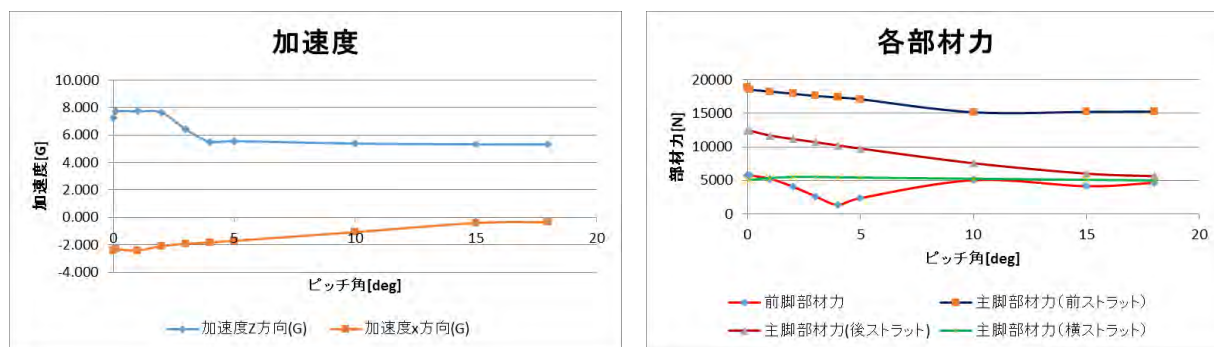 加速度
10.000
8.000
6.000
4.000
2.000
0.000
-2.000
-4.000
加速度[G]
0
5
10
15
20
ピッチ角[deg]
加速度Z方向(G)
加速度x方向(G)
各部材力
20000
15000
10000
5000
0
部材力[N]
0
5
10
15
20
ピッチ角[deg]
前脚部材力
主脚部材力(前ストラット)
主脚部材力(後ストラット)
主脚部材力(横ストラット)